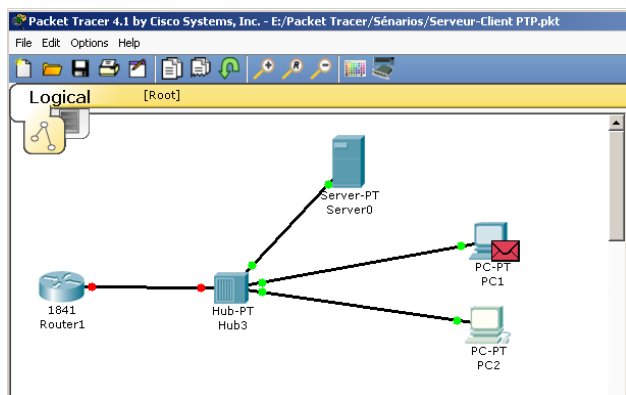 Packet Tracer 4.1 by Cisco Systems, Inc. - E:/Packet Tracer/Sénarios/Serveur-Client PTP.pkt
File Edit Options Help
Logical [Root]
Server-PT
Server0
PC-PT
PC1
1841
Router1
Hub-PT
Hub3
PC-PT
PC2